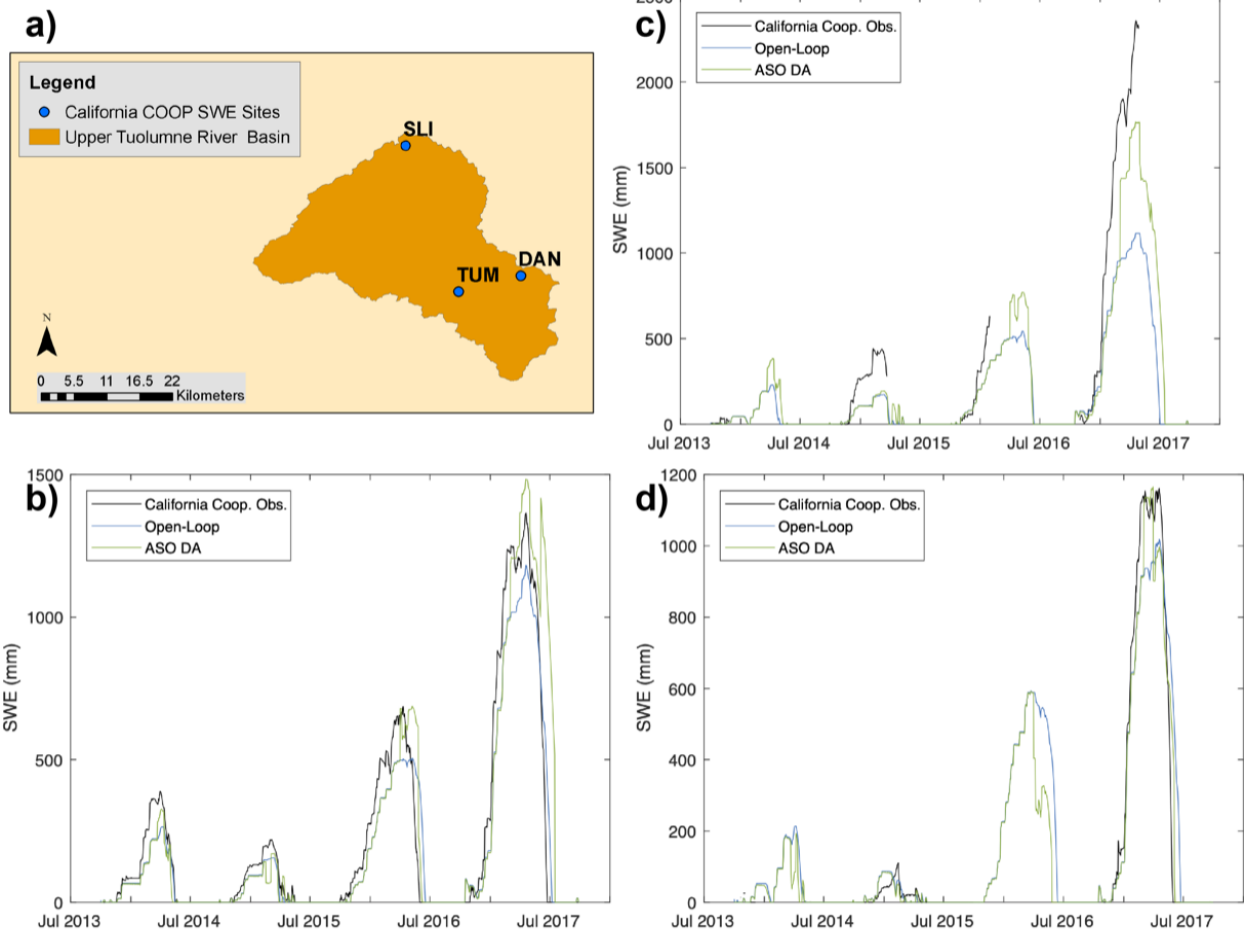 a)
Legend
California COOP SWE Sites
Upper Tuolumne River Basin
SLI
DAN
TUM
N
0 5.5 11 16.5 22
Kilometers
c)
California Coop. Obs.
Open-Loop
ASO DA
2000
1500
1000
500
0
SWE (mm)
Jul 2013 Jul 2014 Jul 2015 Jul 2016 Jul 2017
b)
California Coop. Obs.
Open-Loop
ASO DA
1500
1000
500
0
SWE (mm)
Jul 2013 Jul 2014 Jul 2015 Jul 2016 Jul 2017
d)
California Coop. Obs.
Open-Loop
ASO DA
1200
1000
800
600
400
200
0
SWE (mm)
Jul 2013 Jul 2014 Jul 2015 Jul 2016 Jul 2017